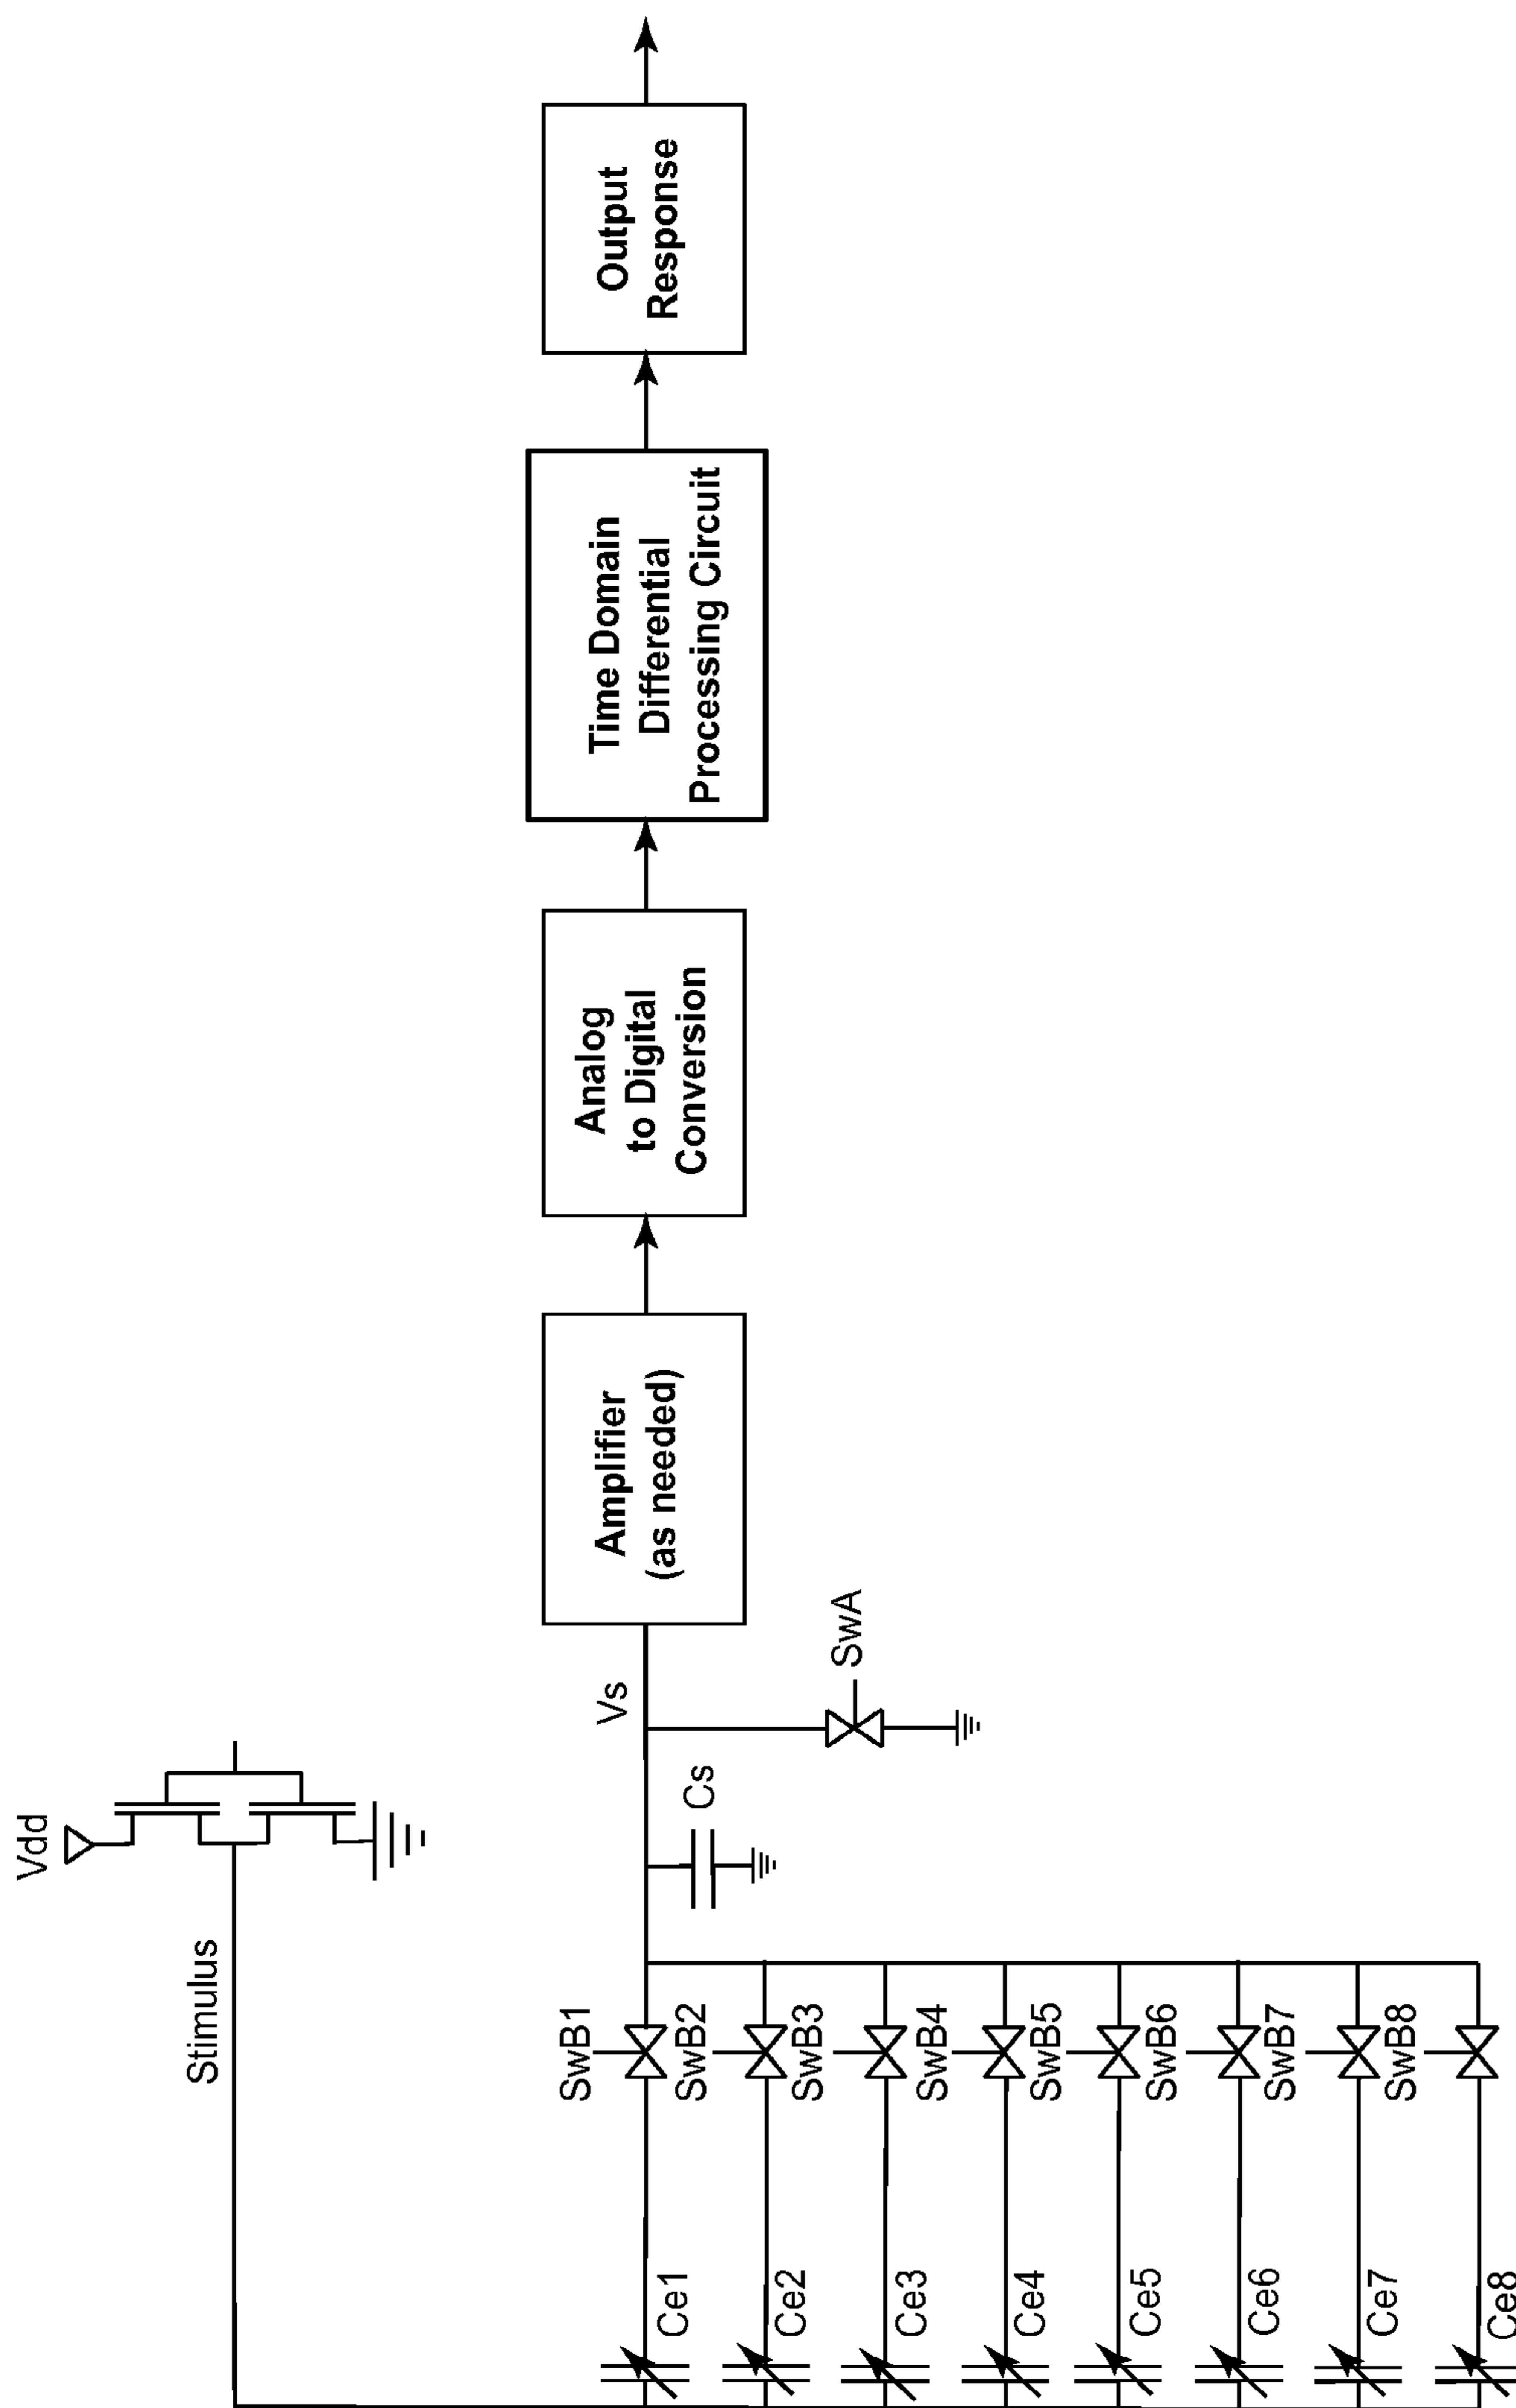 Vdd
Stimulus
SwB1
SwB2
SwB3
SwB4
SwB5
SwB6
SwB7
SwB8
Ce1
Ce2
Ce3
Ce4
Ce5
Ce6
Ce7
Ce8
Cs
Vs
SwA
Amplifier
(as needed)
Analog
to Digital
Conversion
Time Domain
Differential
Processing Circuit
Output
Response